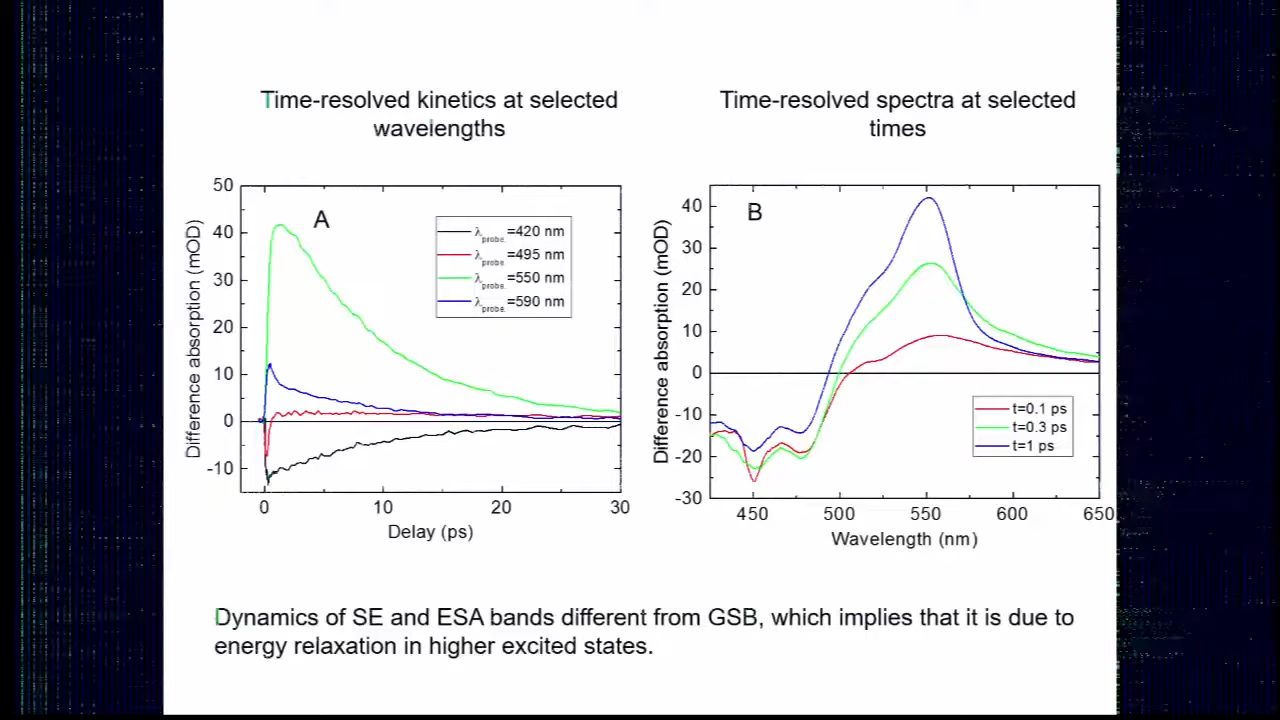 Time-resolved kinetics at selected
wavelengths
Time-resolved spectra at selected
times
A
λprobe.=420 nm
λprobe.=495 nm
λprobe.=550 nm
λprobe.=590 nm
50
40
30
20
10
0
-10
Difference absorption (mOD)
0 10 20 30
Delay (ps)
B
40
30
20
10
0
-10
-20
-30
Difference absorption (mOD)
t=0.1 ps
t=0.3 ps
t=1 ps
450 500 550 600 650
Wavelength (nm)
Dynamics of SE and ESA bands different from GSB, which implies that it is due to
energy relaxation in higher excited states.